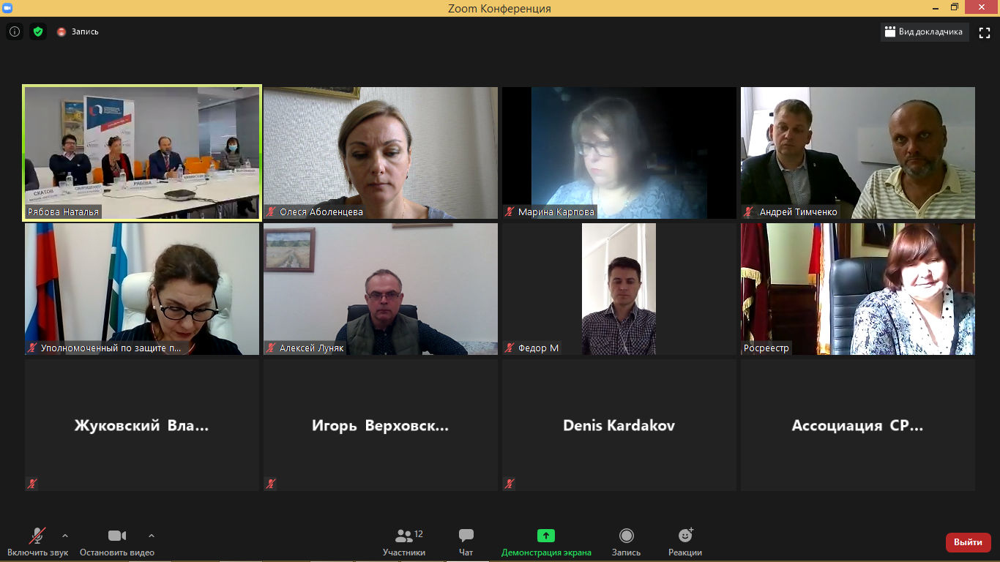 Zoom Конференция
Запись
Вид докладчика
СКАТОВ
СВИРИДЕНКО
РЯБОВА
Рябова Наталья
Олеся Аболенцева
Марина Карпова
Андрей Тимченко
Уполномоченный по защите п...
Алексей Луняк
Федор М
Росреестр
Жуковский Вла...
Игорь Верховск...
Denis Kardakov
Ассоциация СР...
Включить звук
Остановить видео
12
Участники
Чат
Демонстрация экрана
Запись
Реакции
Выйти